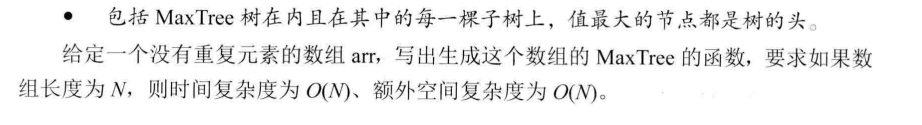 ● 包括 MaxTree 树在内且在其中的每一棵子树上，值最大的节点都是树的头。
给定一个没有重复元素的数组 arr，写出生成这个数组的 MaxTree 的函数，要求如果数
组长度为 N，则时间复杂度为 O(N)、额外空间复杂度为 O(N)。